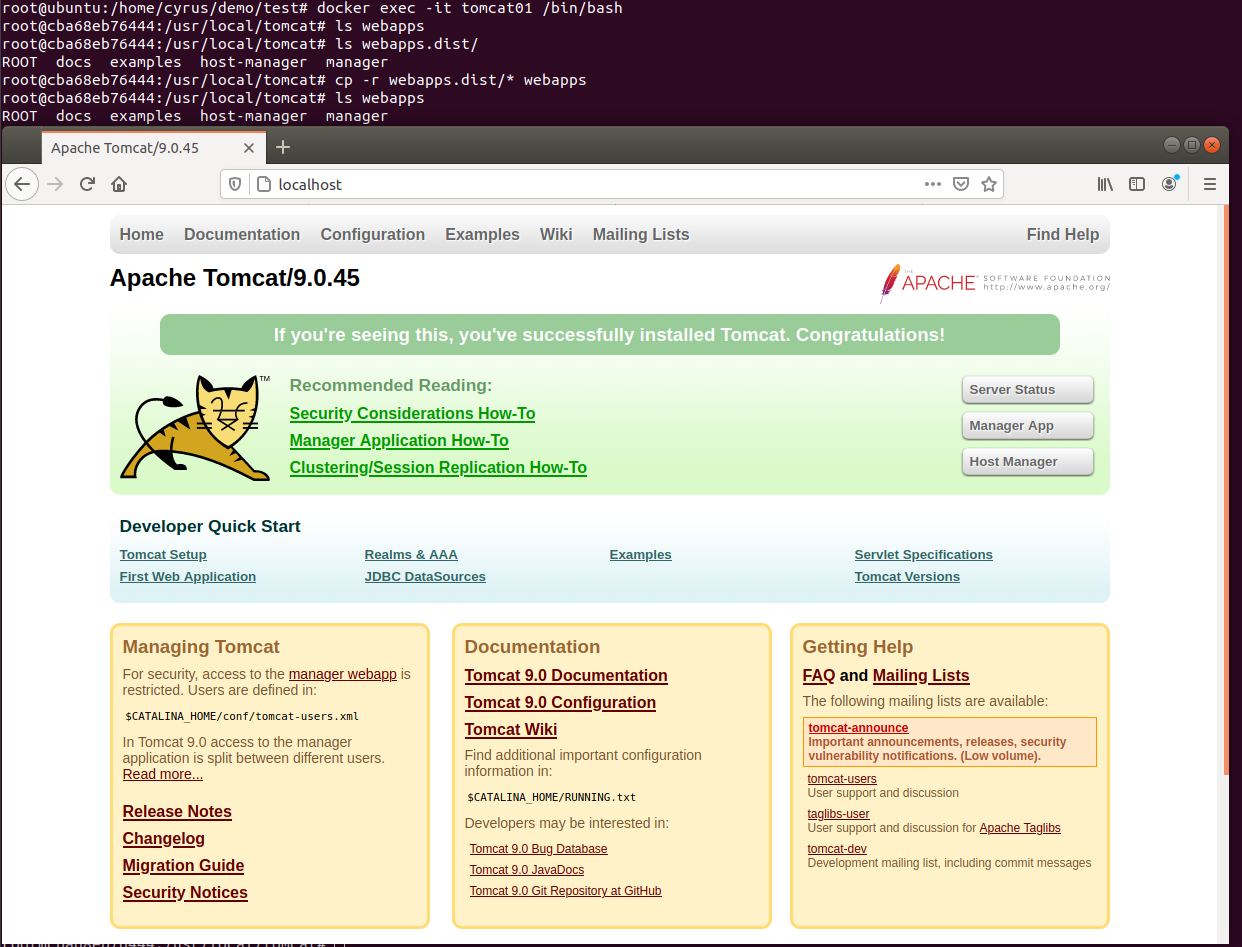 root@ubuntu:/home/cyrus/demo/test# docker exec -it tomcat01 /bin/bash
root@cba68eb76444:/usr/local/tomcat# ls webapps
root@cba68eb76444:/usr/local/tomcat# ls webapps.dist/
ROOT  docs  examples  host-manager  manager
root@cba68eb76444:/usr/local/tomcat# cp -r webapps.dist/* webapps
root@cba68eb76444:/usr/local/tomcat# ls webapps
ROOT  docs  examples  host-manager  manager
Apache Tomcat/9.0.45
localhost
Home Documentation Configuration Examples Wiki Mailing Lists Find Help
Apache Tomcat/9.0.45
THE APACHE SOFTWARE FOUNDATION
http://www.apache.org/
If you're seeing this, you've successfully installed Tomcat. Congratulations!
TM
Recommended Reading:
Security Considerations How-To
Manager Application How-To
Clustering/Session Replication How-To
Server Status
Manager App
Host Manager
Developer Quick Start
Tomcat Setup
First Web Application
Realms & AAA
JDBC DataSources
Examples
Servlet Specifications
Tomcat Versions
Managing Tomcat
For security, access to the manager webapp is
restricted. Users are defined in:
$CATALINA_HOME/conf/tomcat-users.xml
In Tomcat 9.0 access to the manager
application is split between different users.
Read more...
Release Notes
Changelog
Migration Guide
Security Notices
Documentation
Tomcat 9.0 Documentation
Tomcat 9.0 Configuration
Tomcat Wiki
Find additional important configuration
information in:
$CATALINA_HOME/RUNNING.txt
Developers may be interested in:
Tomcat 9.0 Bug Database
Tomcat 9.0 JavaDocs
Tomcat 9.0 Git Repository at GitHub
Getting Help
FAQ and Mailing Lists
The following mailing lists are available:
tomcat-announce
Important announcements, releases, security
vulnerability notifications. (Low volume).
tomcat-users
User support and discussion
taglibs-user
User support and discussion for Apache Taglibs
tomcat-dev
Development mailing list, including commit messages